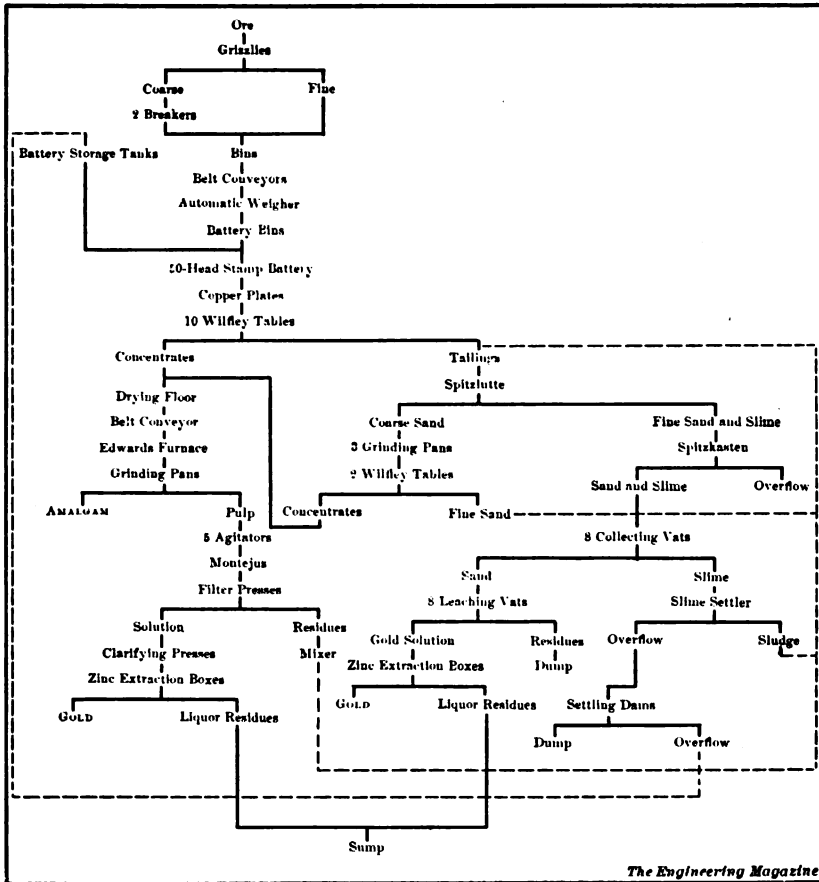 Ore
Grizzlies
Coarse Fine
2 Breakers
Battery Storage Tanks Bins
Belt Conveyors
Automatic Weigher
Battery Bins
50-Head Stamp Battery
Copper Plates
10 Wilfley Tables
Concentrates Tailings
Spitzlutte
Drying Floor
Coarse Sand Fine Sand and Slime
Belt Conveyor
3 Grinding Pans Spitzkasten
Edwards Furnace
2 Wilfley Tables
Grinding Pans
Sand and Slime Overflow
AMALGAM Pulp Concentrates Fine Sand
5 Agitators 8 Collecting Vats
Montejus
Sand Slime
Filter Presses
8 Leaching Vats Slime Settler
Solution Residues
Mixer
Gold Solution Residues Overflow Sludge
Clarifying Presses
Zinc Extraction Boxes Dump
Zinc Extraction Boxes
GOLD Liquor Residues
GOLD Liquor Residues Settling Dams
Dump Overflow
Sump
The Engineering Magazine